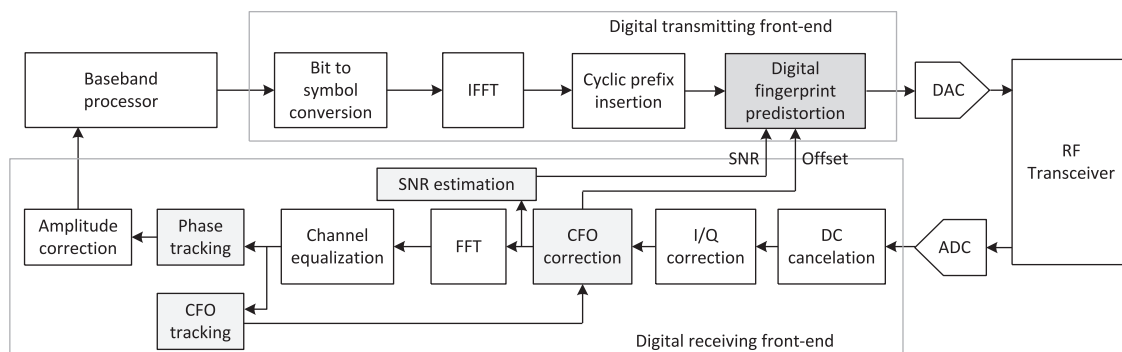 Digital transmitting front-end
Baseband
processor
Bit to
symbol
conversion
IFFT
Cyclic prefix
insertion
Digital
fingerprint
predistortion
DAC
RF
Transceiver
SNR
Offset
SNR estimation
Amplitude
correction
Phase
tracking
Channel
equalization
FFT
CFO
correction
I/Q
correction
DC
cancelation
ADC
CFO
tracking
Digital receiving front-end